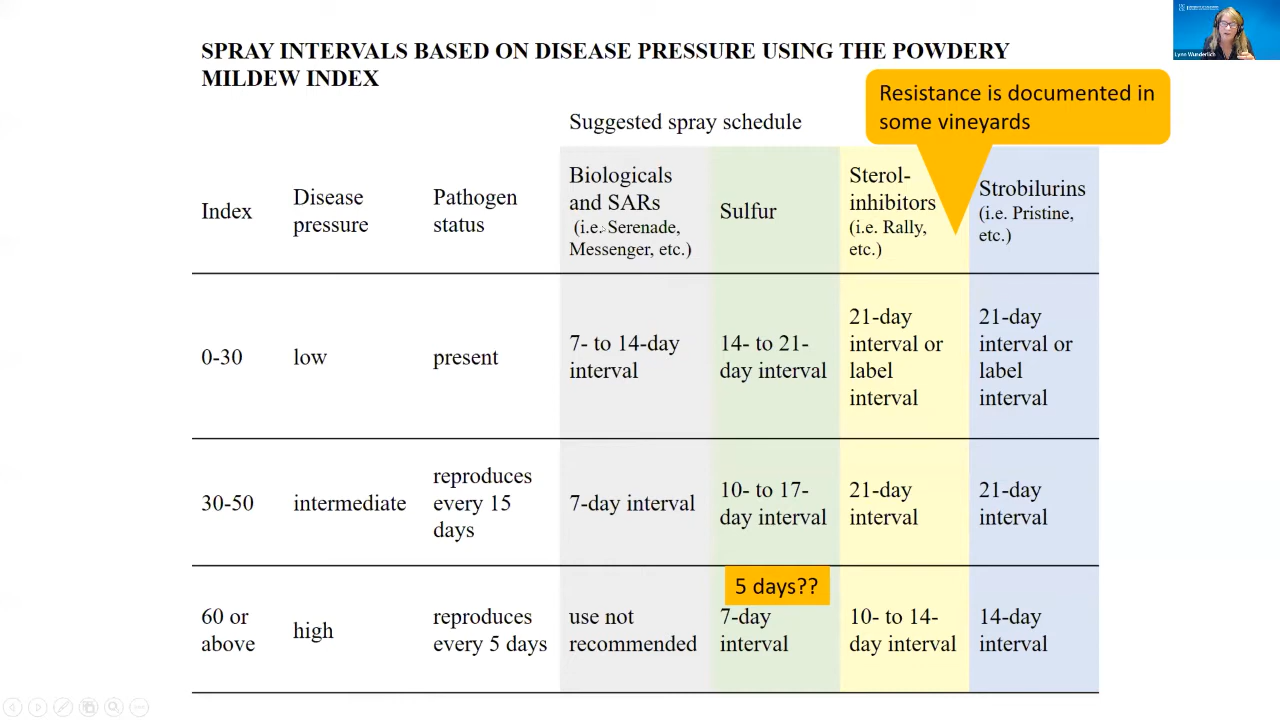 SPRAY INTERVALS BASED ON DISEASE PRESSURE USING THE POWDERY
MILDEW INDEX
Lynn Wunderlich
Resistance is documented in
some vineyards
Suggested spray schedule
Index
Disease
pressure
Pathogen
status
Biologicals
and SARs
(i.e. Serenade,
Messenger, etc.)
Sulfur
Sterol-
inhibitors
(i.e. Rally,
etc.)
Strobilurins
(i.e. Pristine,
etc.)
0-30
low
present
7- to 14-day
interval
14- to 21-
day interval
21-day
interval or
label
interval
21-day
interval or
label
interval
30-50
intermediate
reproduces
every 15
days
7-day interval
10- to 17-
day interval
21-day
interval
21-day
interval
60 or
above
high
reproduces
every 5 days
use not
recommended
5 days??
7-day
interval
10- to 14-
day interval
14-day
interval